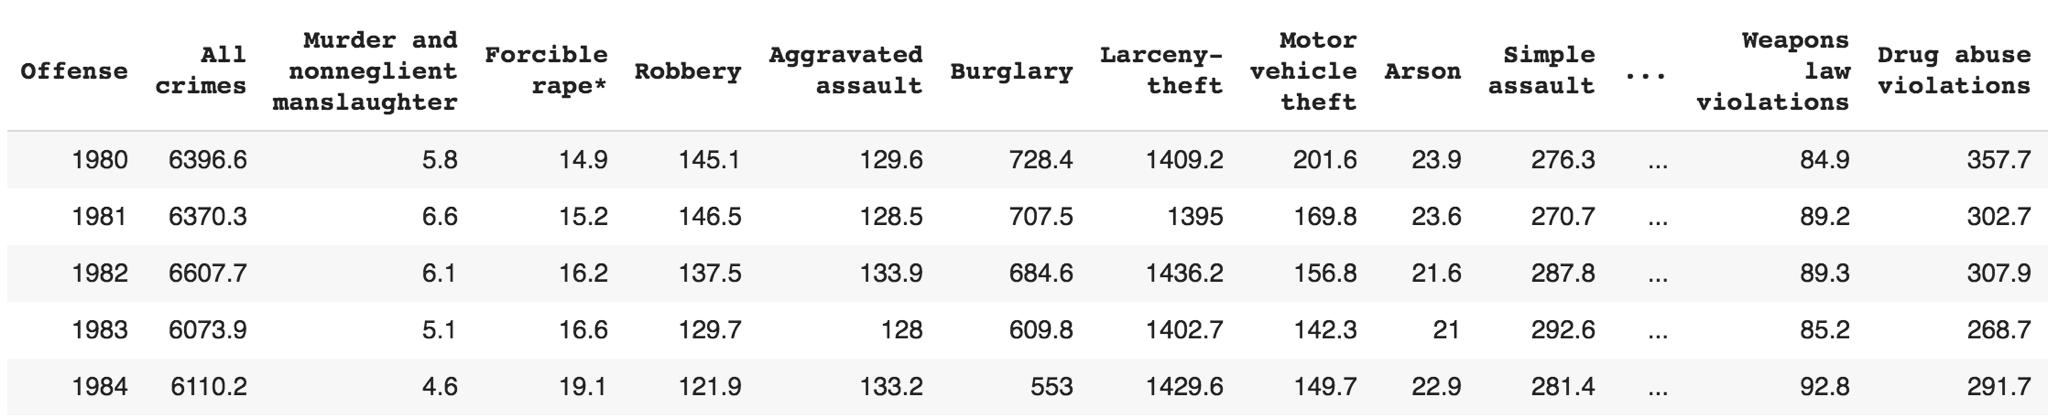 Offense All crimes Murder and nonneglient manslaughter Forcible rape* Robbery Aggravated assault Burglary Larceny-theft Motor vehicle theft Arson Simple assault ... Weapons law violations Drug abuse violations
1980 6396.6 5.8 14.9 145.1 129.6 728.4 1409.2 201.6 23.9 276.3 ... 84.9 357.7
1981 6370.3 6.6 15.2 146.5 128.5 707.5 1395 169.8 23.6 270.7 ... 89.2 302.7
1982 6607.7 6.1 16.2 137.5 133.9 684.6 1436.2 156.8 21.6 287.8 ... 89.3 307.9
1983 6073.9 5.1 16.6 129.7 128 609.8 1402.7 142.3 21 292.6 ... 85.2 268.7
1984 6110.2 4.6 19.1 121.9 133.2 553 1429.6 149.7 22.9 281.4 ... 92.8 291.7